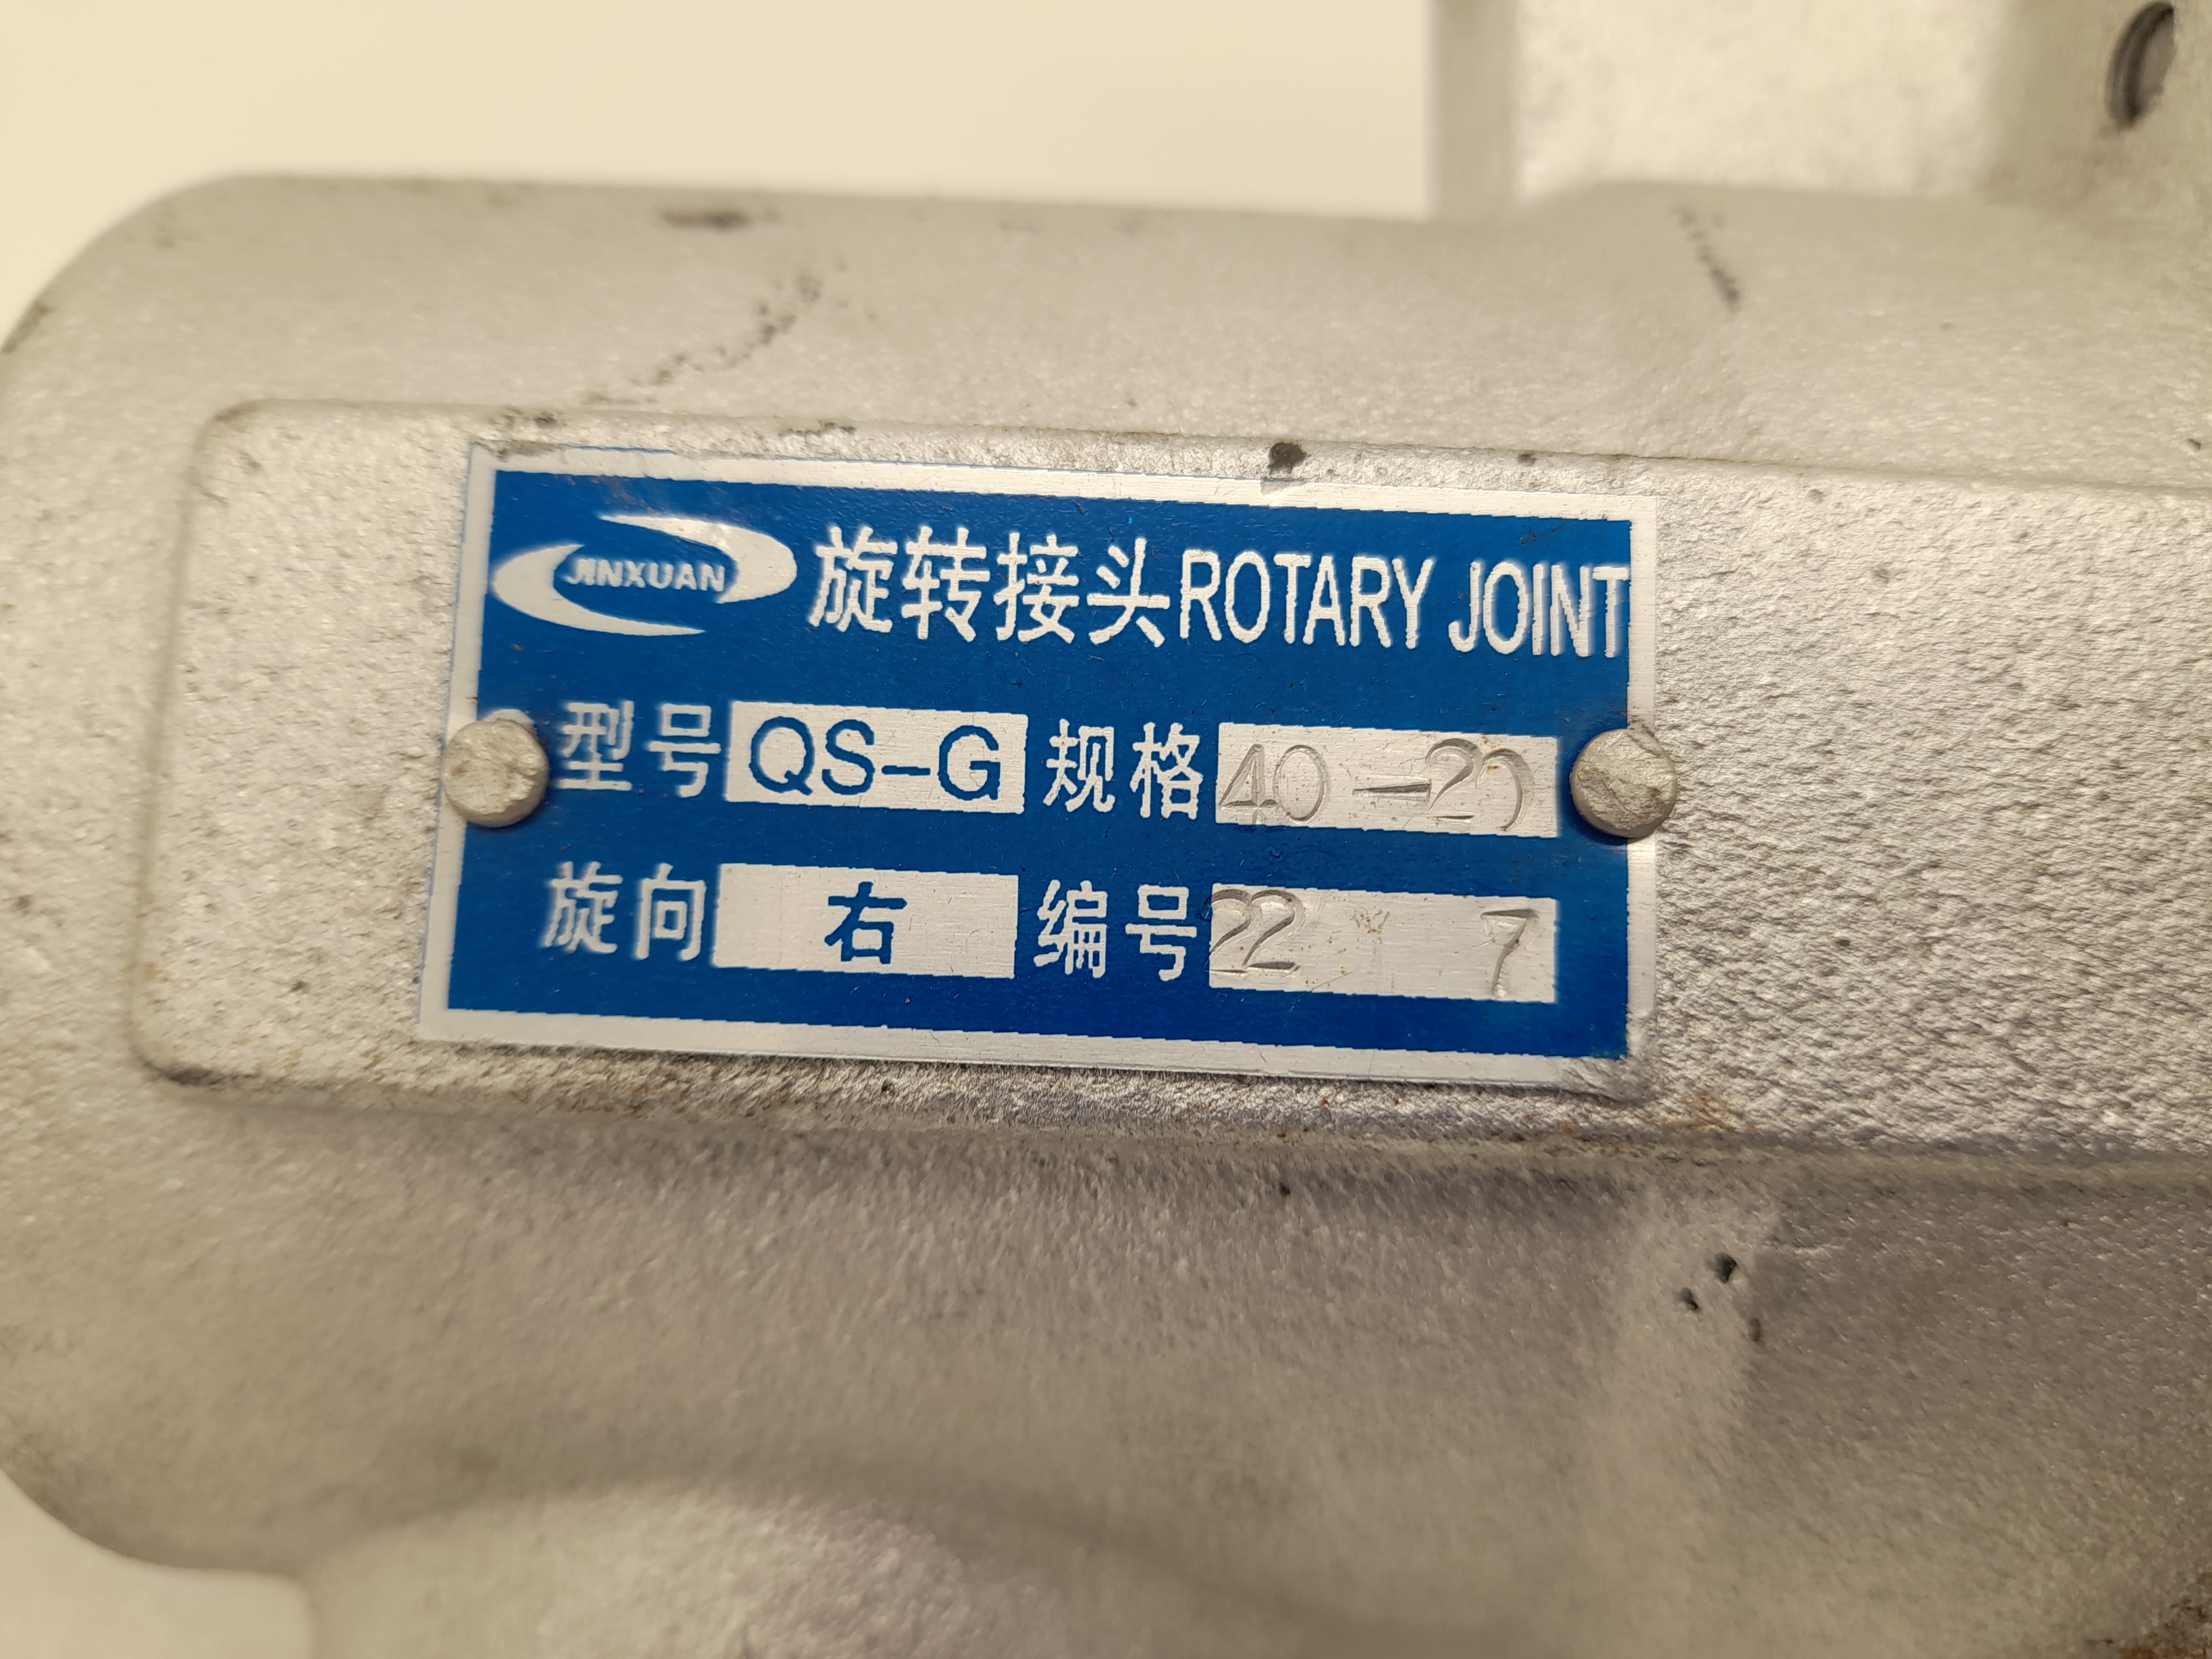 JINXUAN 旋转接头ROTARY JOINT
型号 QS-G 规格 40-20
旋向 右 编号 22 7